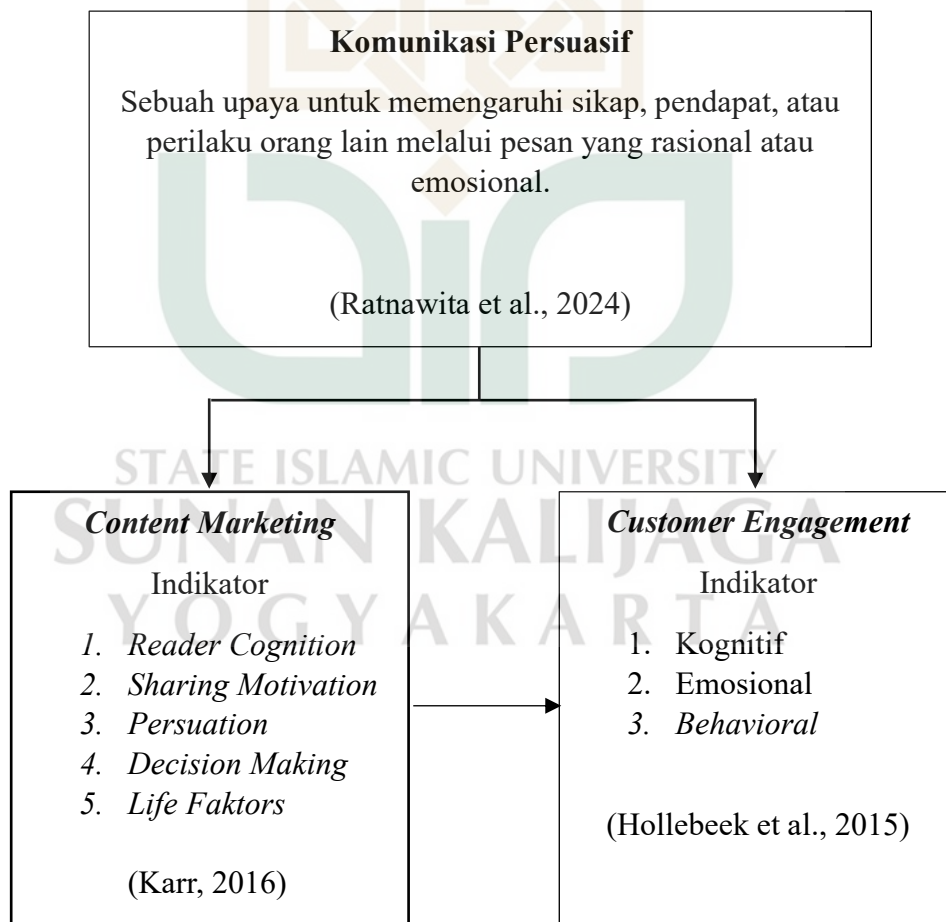 Komunikasi Persuasif
Sebuah upaya untuk memengaruhi sikap, pendapat, atau
perilaku orang lain melalui pesan yang rasional atau
emosional.
(Ratnawita et al., 2024)
STATE ISLAMIC UNIVERSITY
SUNAN KALIJAGA
YOGYAKARTA
Content Marketing
Indikator
1. Reader Cognition
2. Sharing Motivation
3. Persuation
4. Decision Making
5. Life Faktors
(Karr, 2016)
Customer Engagement
Indikator
1. Kognitif
2. Emosional
3. Behavioral
(Hollebeek et al., 2015)